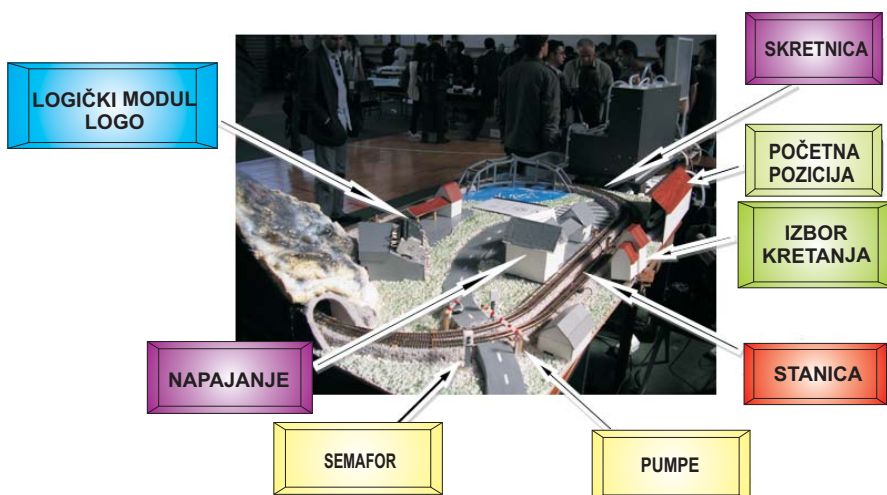 SKRETNICA
LOGIČKI MODUL
LOGO
POČETNA
POZICIJA
IZBOR
KRETANJA
NAPAJANJE
STANICA
SEMAFOR
PUMPE